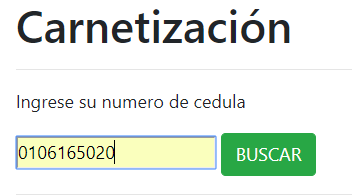 Carnetización
Ingrese su numero de cedula
0106165020
BUSCAR